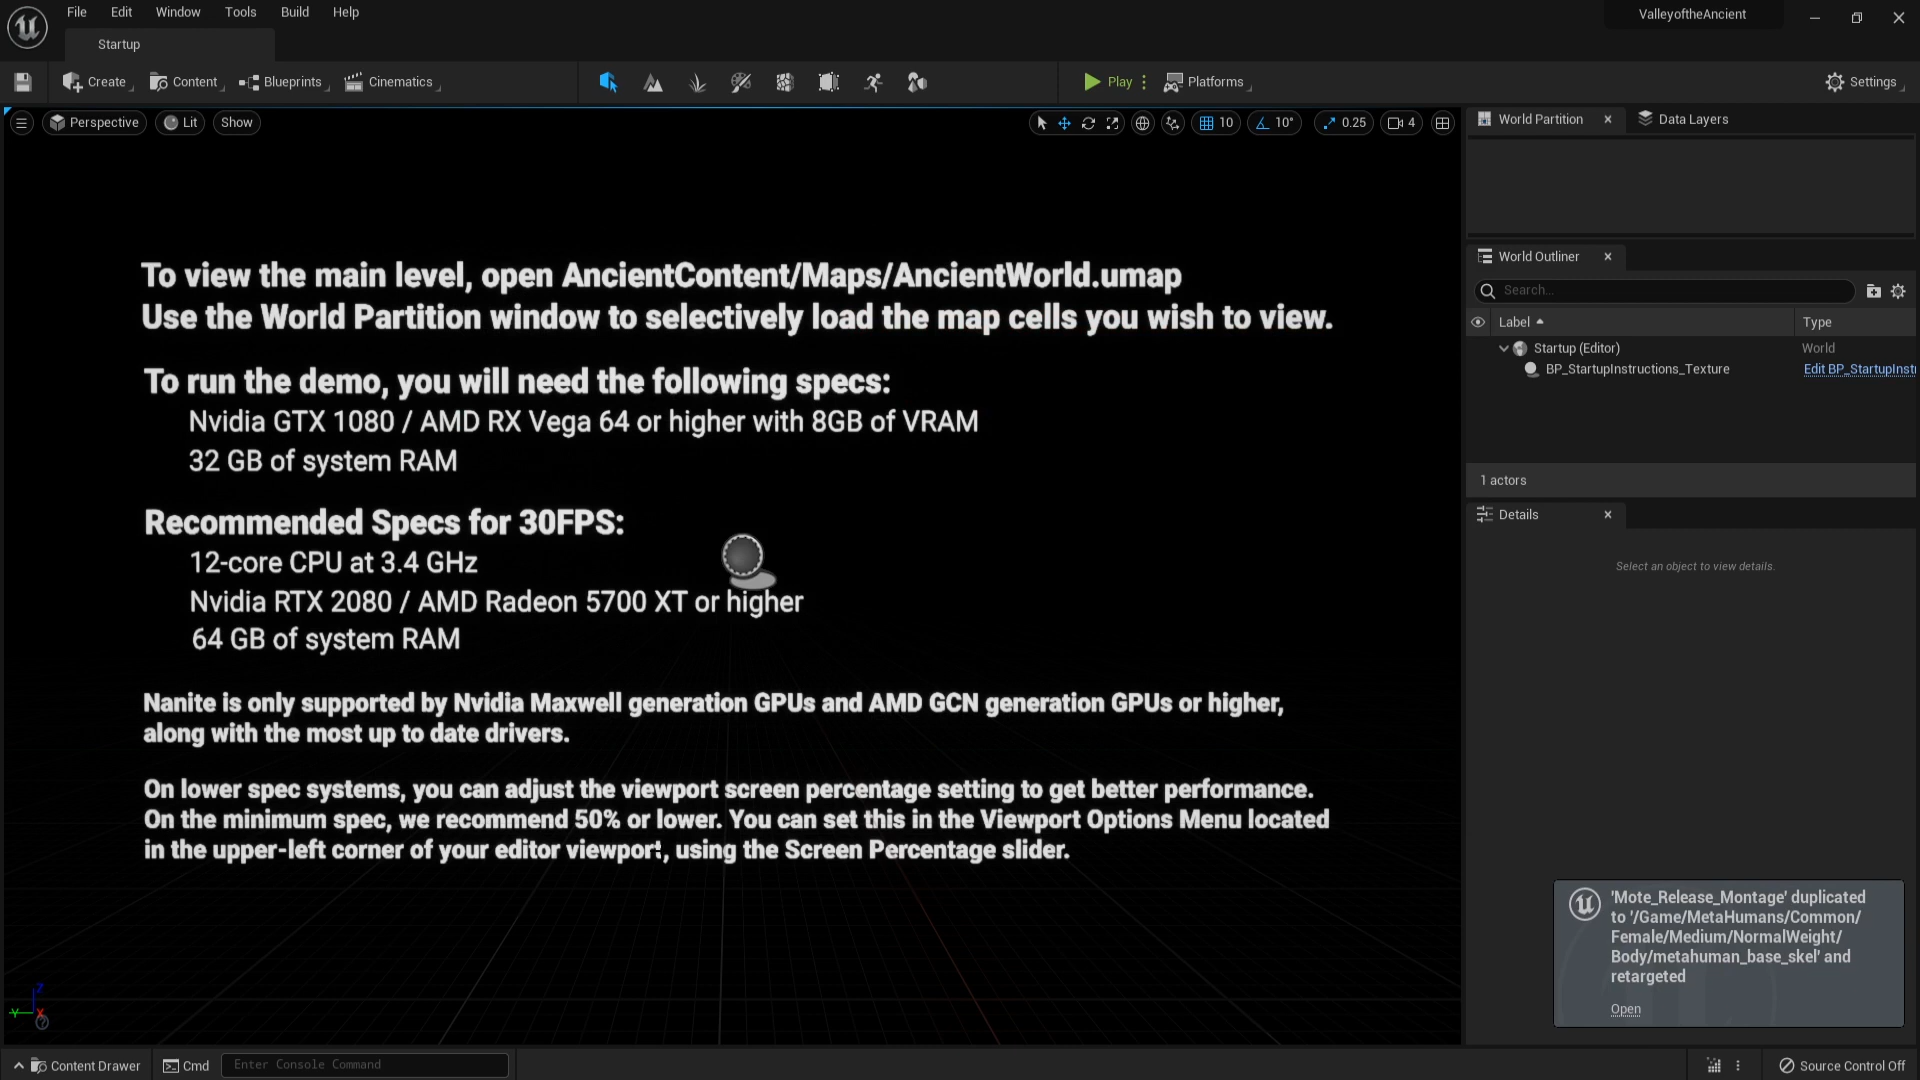 File Edit Window Tools Build Help
ValleyoftheAncient
Startup
Create Content Blueprints Cinematics Play Platforms Settings
Perspective Lit Show 10 10° 0.25 4
World Partition Data Layers
World Outliner
Search...
Label Type
Startup (Editor) World
BP_StartupInstructions_Texture Edit BP_StartupInstr
1 actors
Details
Select an object to view details.
To view the main level, open AncientContent/Maps/AncientWorld.umap
Use the World Partition window to selectively load the map cells you wish to view.
To run the demo, you will need the following specs:
Nvidia GTX 1080 / AMD RX Vega 64 or higher with 8GB of VRAM
32 GB of system RAM
Recommended Specs for 30FPS:
12-core CPU at 3.4 GHz
Nvidia RTX 2080 / AMD Radeon 5700 XT or higher
64 GB of system RAM
Nanite is only supported by Nvidia Maxwell generation GPUs and AMD GCN generation GPUs or higher,
along with the most up to date drivers.
On lower spec systems, you can adjust the viewport screen percentage setting to get better performance.
On the minimum spec, we recommend 50% or lower. You can set this in the Viewport Options Menu located
in the upper-left corner of your editor viewport, using the Screen Percentage slider.
'Mote_Release_Montage' duplicated
to '/Game/MetaHumans/Common/
Female/Medium/NormalWeight/
Body/metahuman_base_skel' and
retargeted
Open
Z
Y X
Content Drawer Cmd Enter Console Command Source Control Off